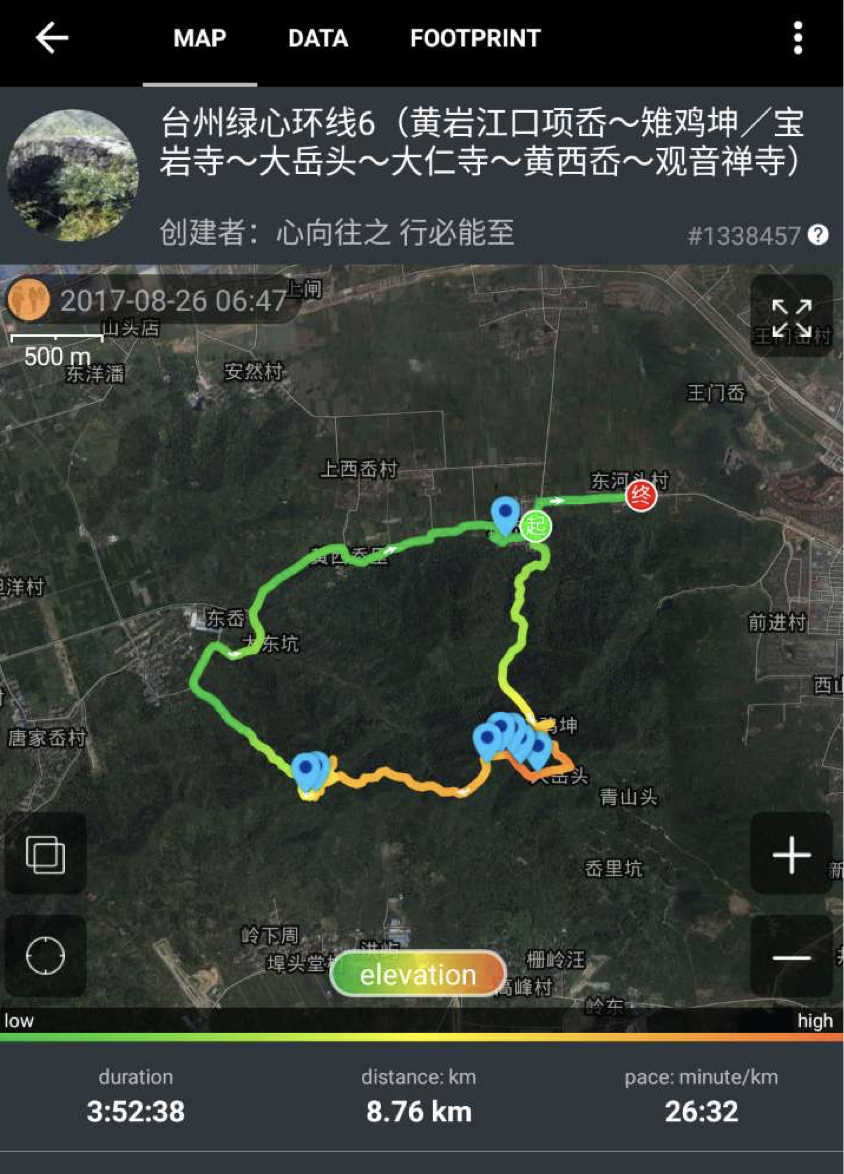 MAP DATA FOOTPRINT
台州绿心环线6（黄岩江口项岙～雉鸡坤／宝
岩寺～大岳头～大仁寺～黄西岙～观音禅寺）
创建者：心向往之 行必能至 #1338457 ?
2017-08-26 06:47 上闸
山头店
500 m
东洋潘 安然村
王门岙
上西岙村 东河头村
终
起
黄西岙里
洋村
东岙
大东坑 前进村
西山
鸡坤
唐家岙村
大岳头
青山头
岙里坑
新
岭下周
埠头堂 栅岭汪
elevation
高峰村
岭东
low high
duration distance: km pace: minute/km
3:52:38 8.76 km 26:32